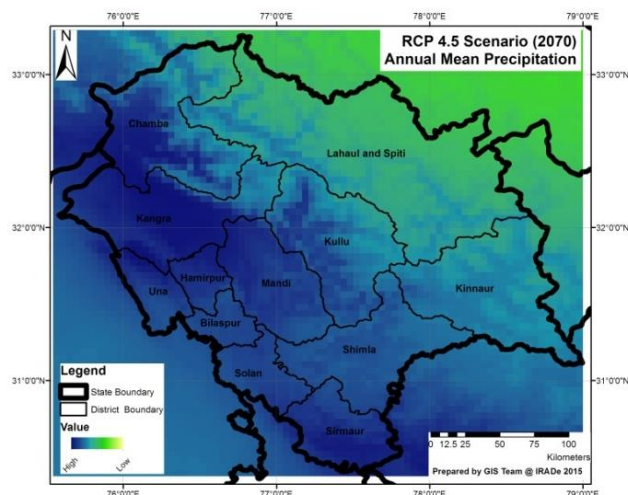 RCP 4.5 Scenario (2070)
Annual Mean Precipitation
76°0'0"E
77°0'0"E
78°0'0"E
79°0'0"E
N
33°0'0"N
33°0'0"N
Chamba
Lahaul and Spiti
32°0'0"N
32°0'0"N
Kangra
Kullu
Hamirpur
Mandi
Una
Kinnaur
Bilaspur
Shimla
31°0'0"N
31°0'0"N
Solan
Sirmaur
Legend
State Boundary
District Boundary
Value
High
Low
0 12.5 25 50 75 100
Kilometers
Prepared by GIS Team @ IRADe 2015
76°0'0"E
77°0'0"E
78°0'0"E
79°0'0"E